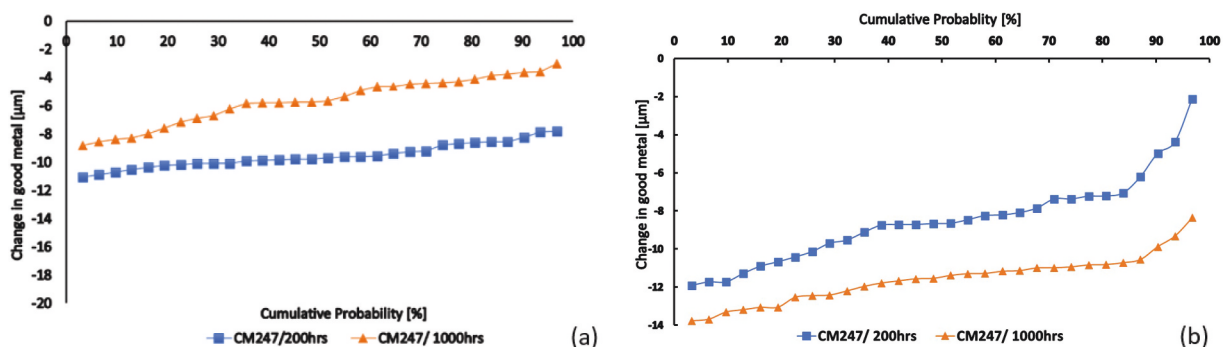 0
0 10 20 30 40 50 60 70 80 90 100
-2
-4
-6
-8
-10
-12
-14
-16
-18
-20
Change in good metal [µm]
Cumulative Probability [%]
CM247/200hrs CM247/ 1000hrs
(a)
Cumulative Probablity [%]
0 10 20 30 40 50 60 70 80 90 100
0
-2
-4
-6
-8
-10
-12
-14
Change in good metal [µm]
CM247/ 200hrs CM247/ 1000hrs
(b)